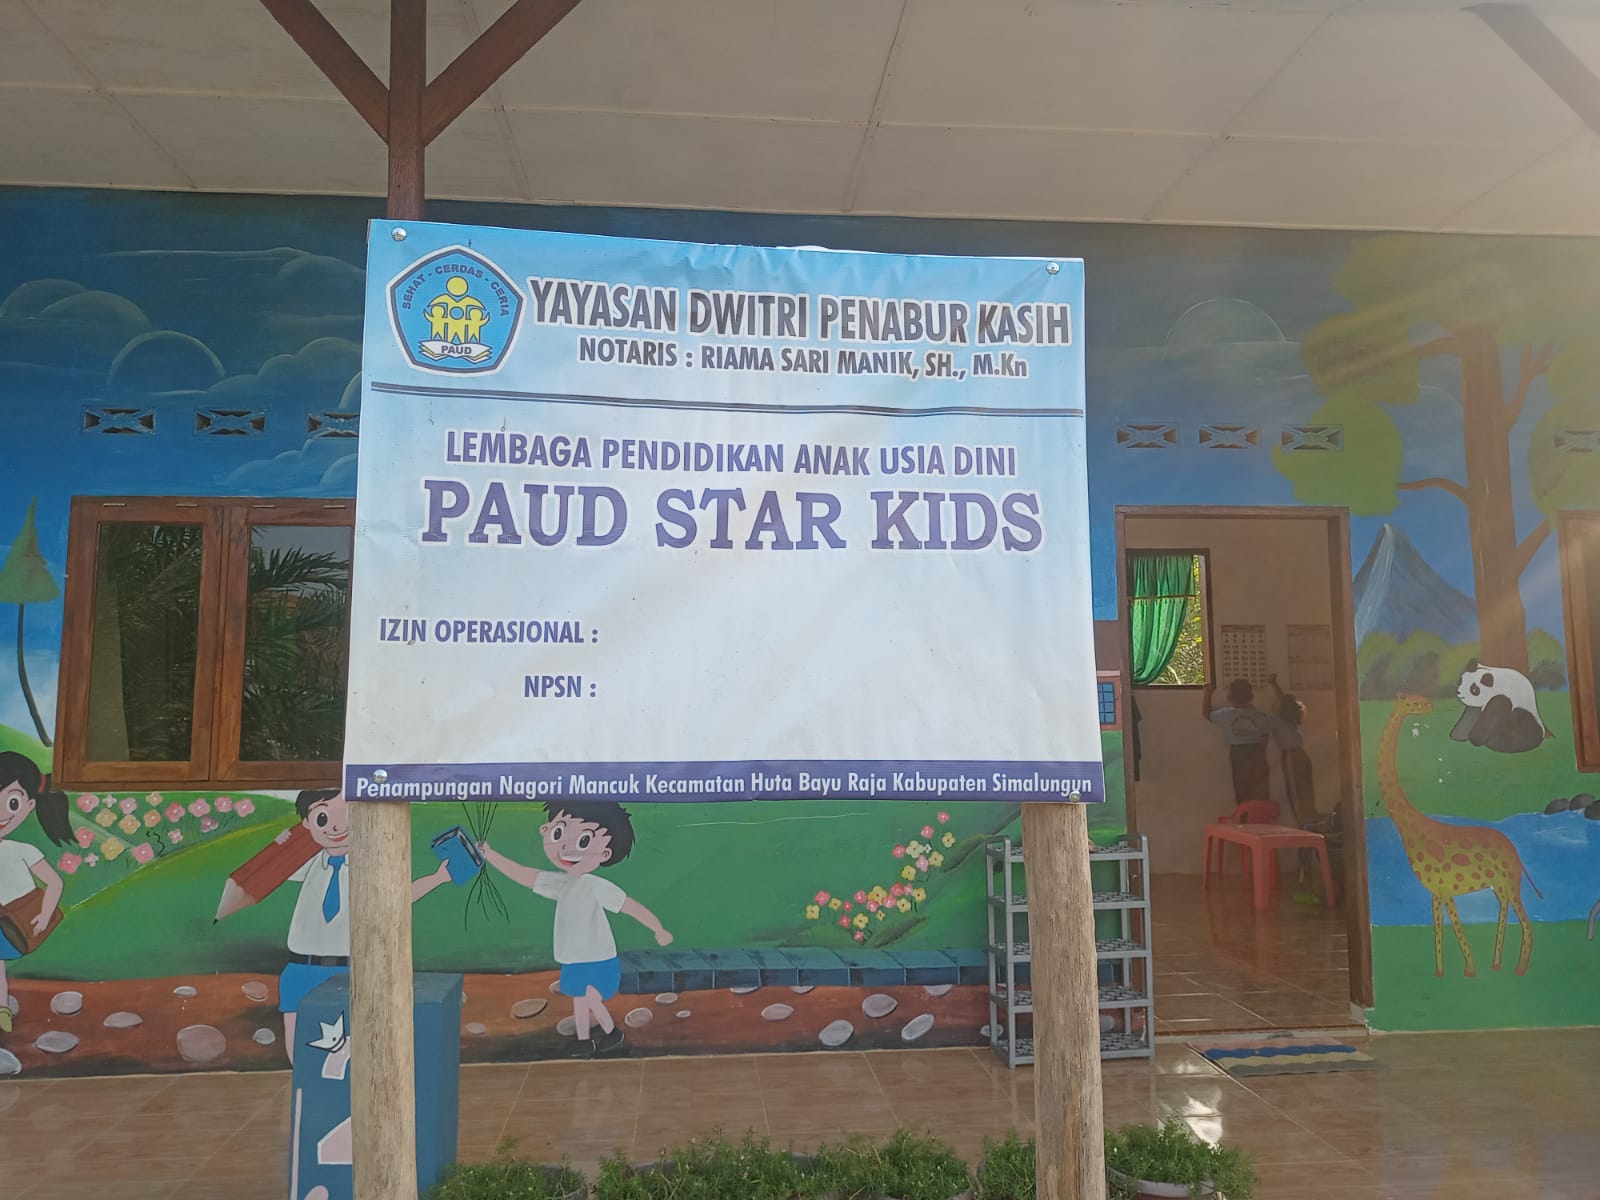 SEHAT - CERDAS - CERIA
PAUD
YAYASAN DWITRI PENABUR KASIH
NOTARIS : RIAMA SARI MANIK, SH., M.Kn
LEMBAGA PENDIDIKAN ANAK USIA DINI
PAUD STAR KIDS
IZIN OPERASIONAL :
NPSN :
Penampungan Nagori Mancuk Kecamatan Huta Bayu Raja Kabupaten Simalungun